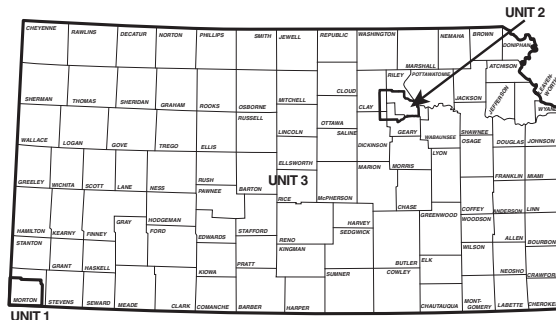 UNIT 2
CHEYENNE RAWLINS DECATUR NORTON PHILLIPS SMITH JEWELL REPUBLIC WASHINGTON NEMAHA BROWN DONIPHAN
MARSHALL
RILEY POTTAWATOMIE ATCHISON
SHERMAN THOMAS SHERIDAN GRAHAM ROOKS OSBORNE MITCHELL CLOUD CLAY JACKSON JEFFERSON LEAVEN-
WORTH
WYAN
RUSSELL OTTAWA
LINCOLN SALINE GEARY WABAUNSEE SHAWNEE
WALLACE LOGAN GOVE TREGO ELLIS DICKINSON OSAGE DOUGLAS JOHNSON
LYON
ELLSWORTH MARION MORRIS
UNIT 3
GREELEY WICHITA SCOTT LANE NESS RUSH FRANKLIN MIAMI
PAWNEE BARTON RICE McPHERSON CHASE
COFFEY ANDERSON LINN
GRAY HODGEMAN GREENWOOD WOODSON
HAMILTON KEARNY FINNEY FORD EDWARDS STAFFORD RENO HARVEY ALLEN BOURBON
STANTON SEDGWICK
KINGMAN BUTLER ELK WILSON
GRANT HASKELL KIOWA PRATT SUMNER COWLEY NEOSHO CRAWFORD
MORTON STEVENS SEWARD MEADE CLARK COMANCHE BARBER HARPER CHAUTAUQUA MONT-
GOMERY LABETTE CHEROKEE
UNIT 1